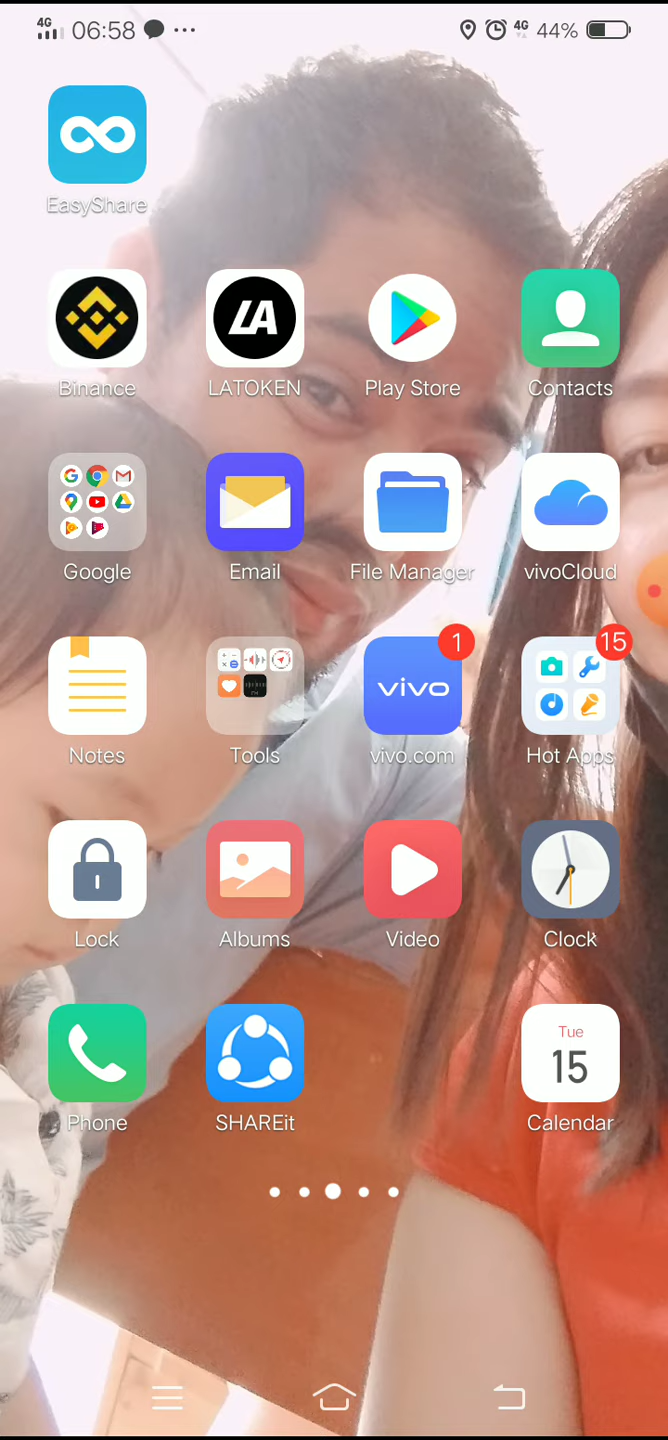 4G 06:58 ... 4G 44%
EasyShare
LA
Binance LATOKEN Play Store Contacts
Google Email File Manager vivoCloud
1 15
vivo
Notes Tools vivo.com Hot Apps
Lock Albums Video Clock
Tue
15
Phone SHAREit Calendar